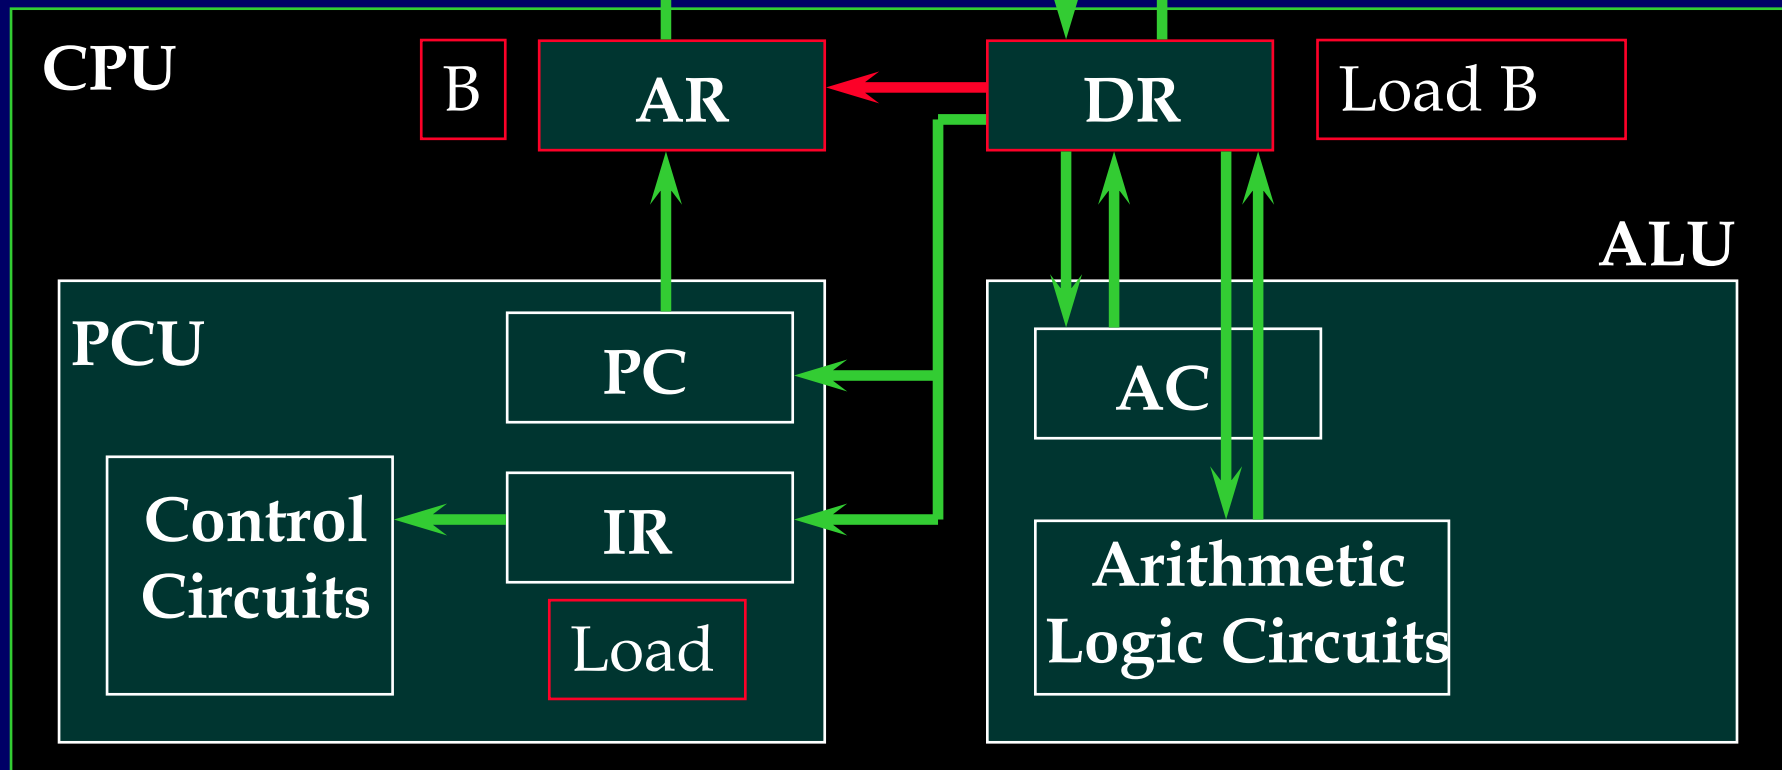 CPU
B
AR
DR
Load B
ALU
PCU
PC
AC
Control
Circuits
IR
Load
Arithmetic
Logic Circuits